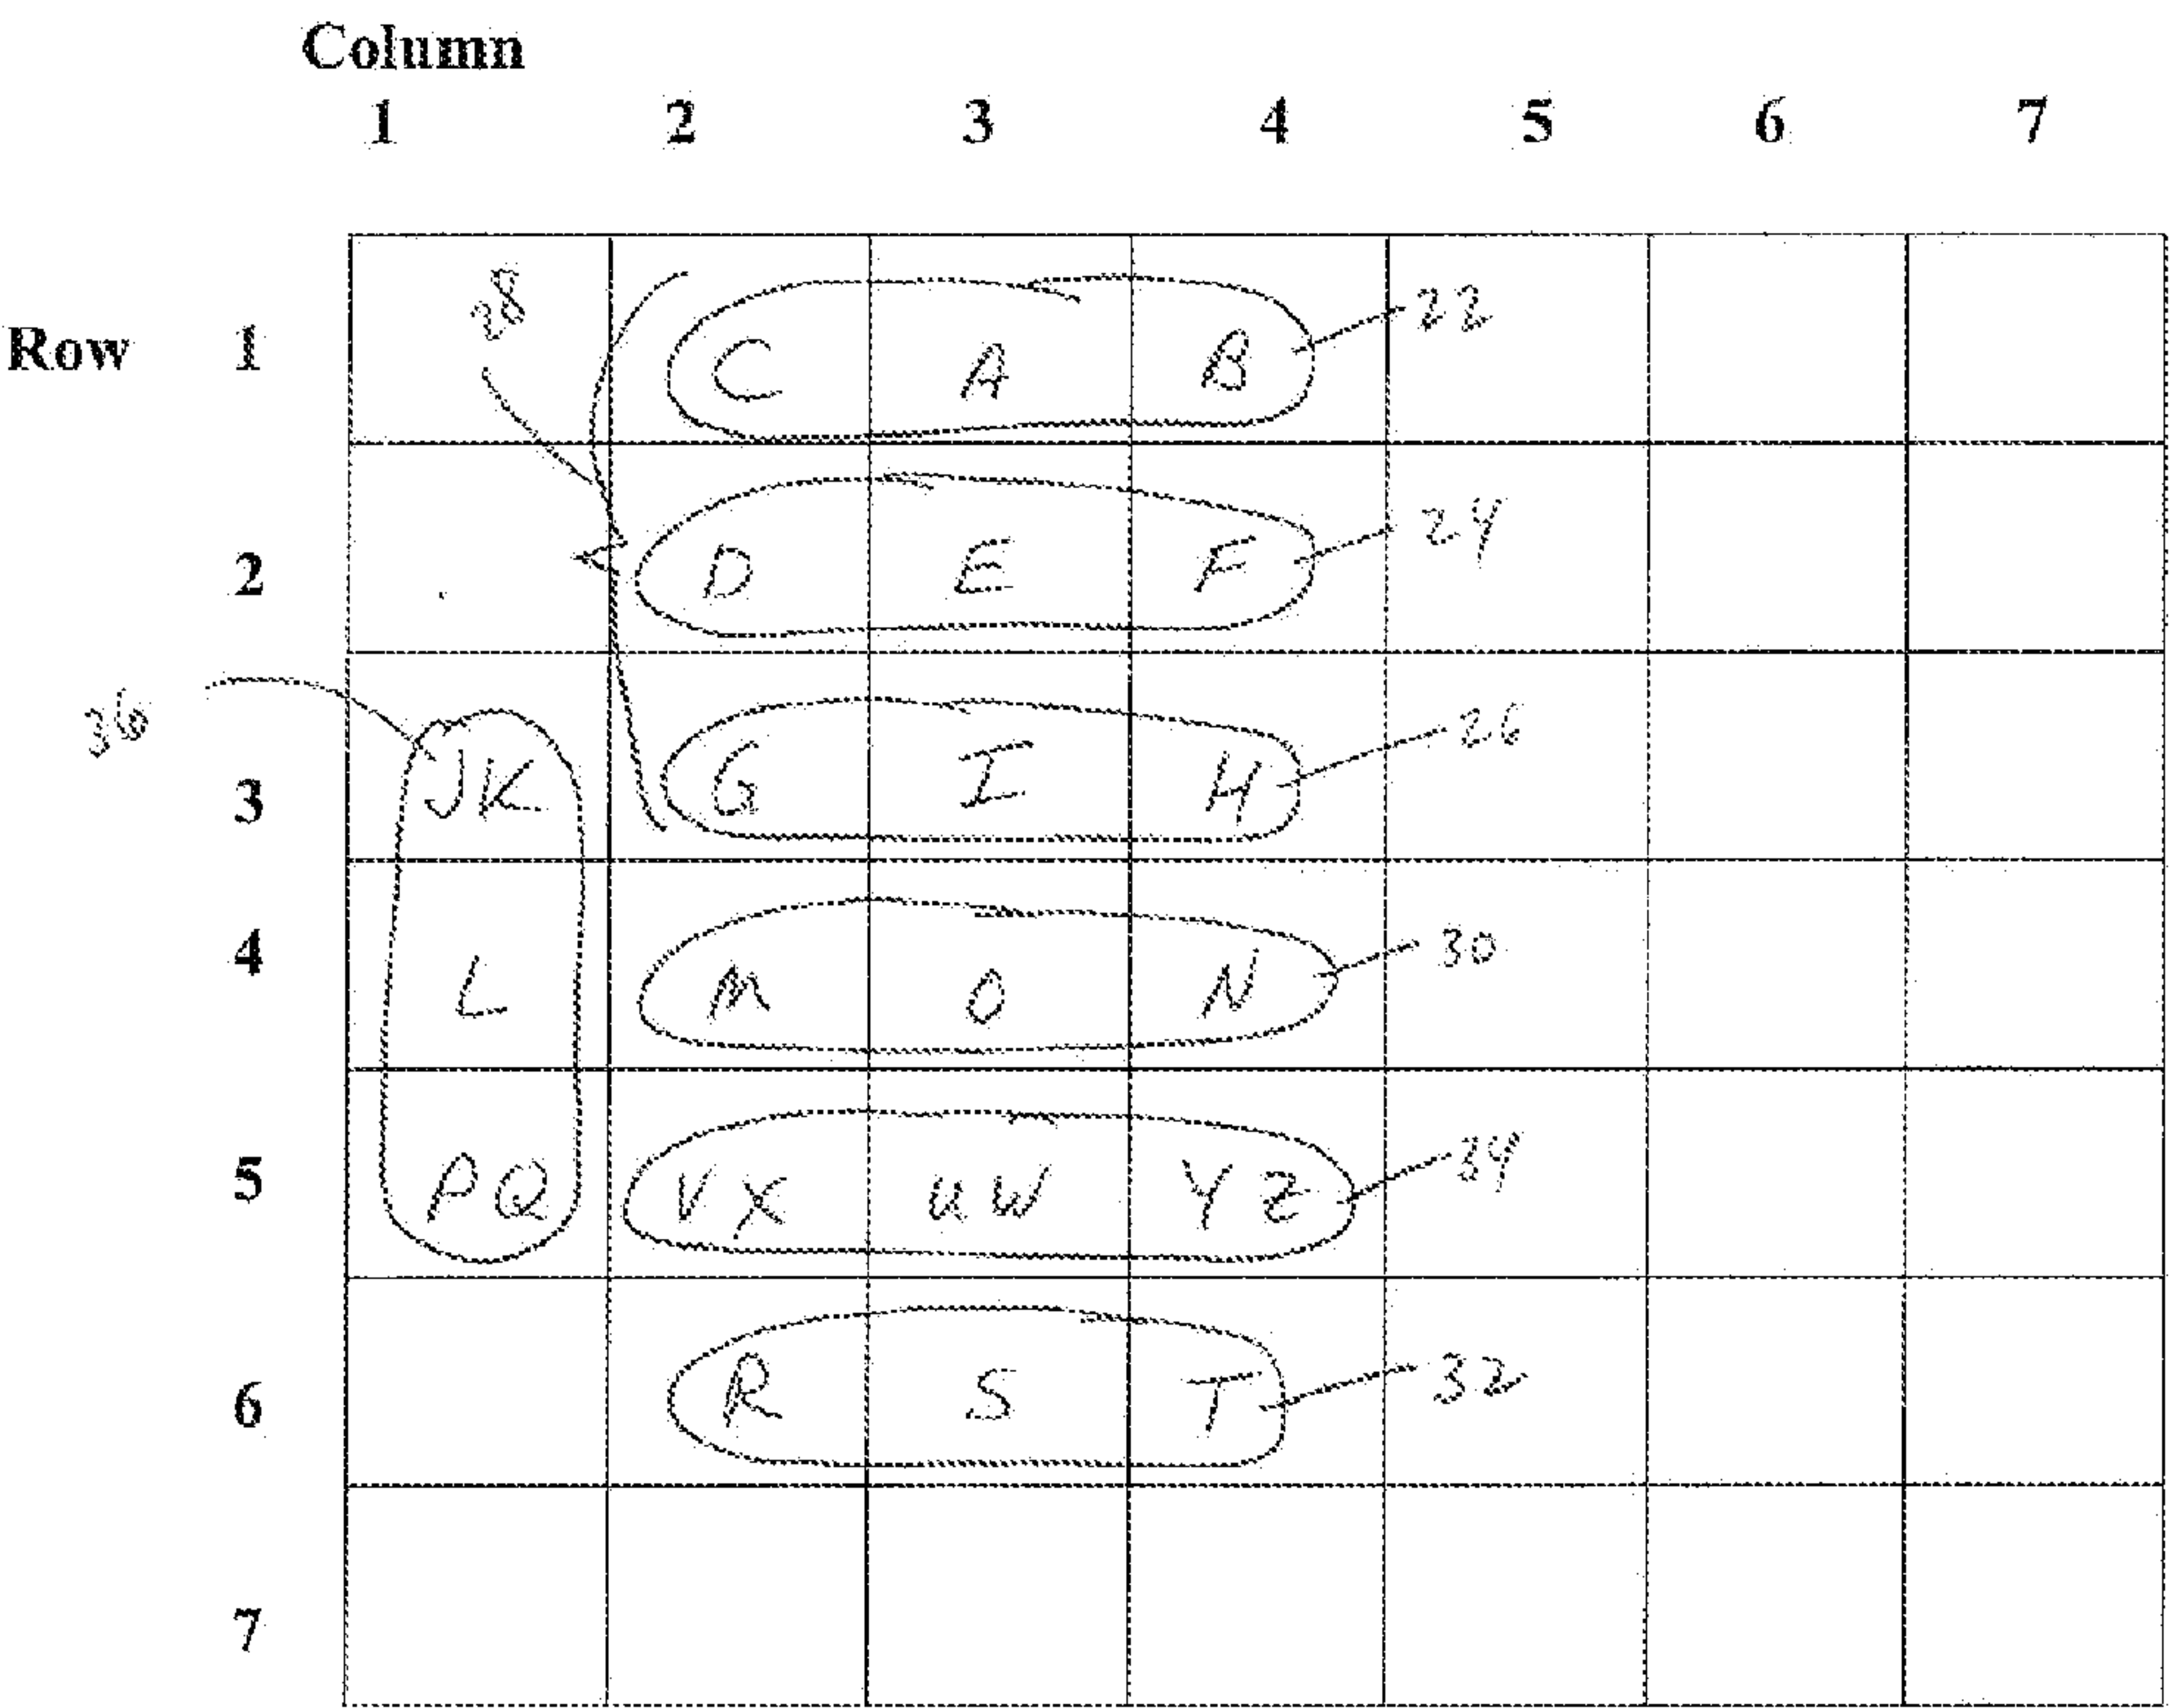 Column
1 2 3 4 5 6 7
Row 1 28 C A B 22
2 D E F 24
36
3 JK G I H 26
4 L M O N 30
5 PQ VX UW YZ 34
6 R S T 32
7